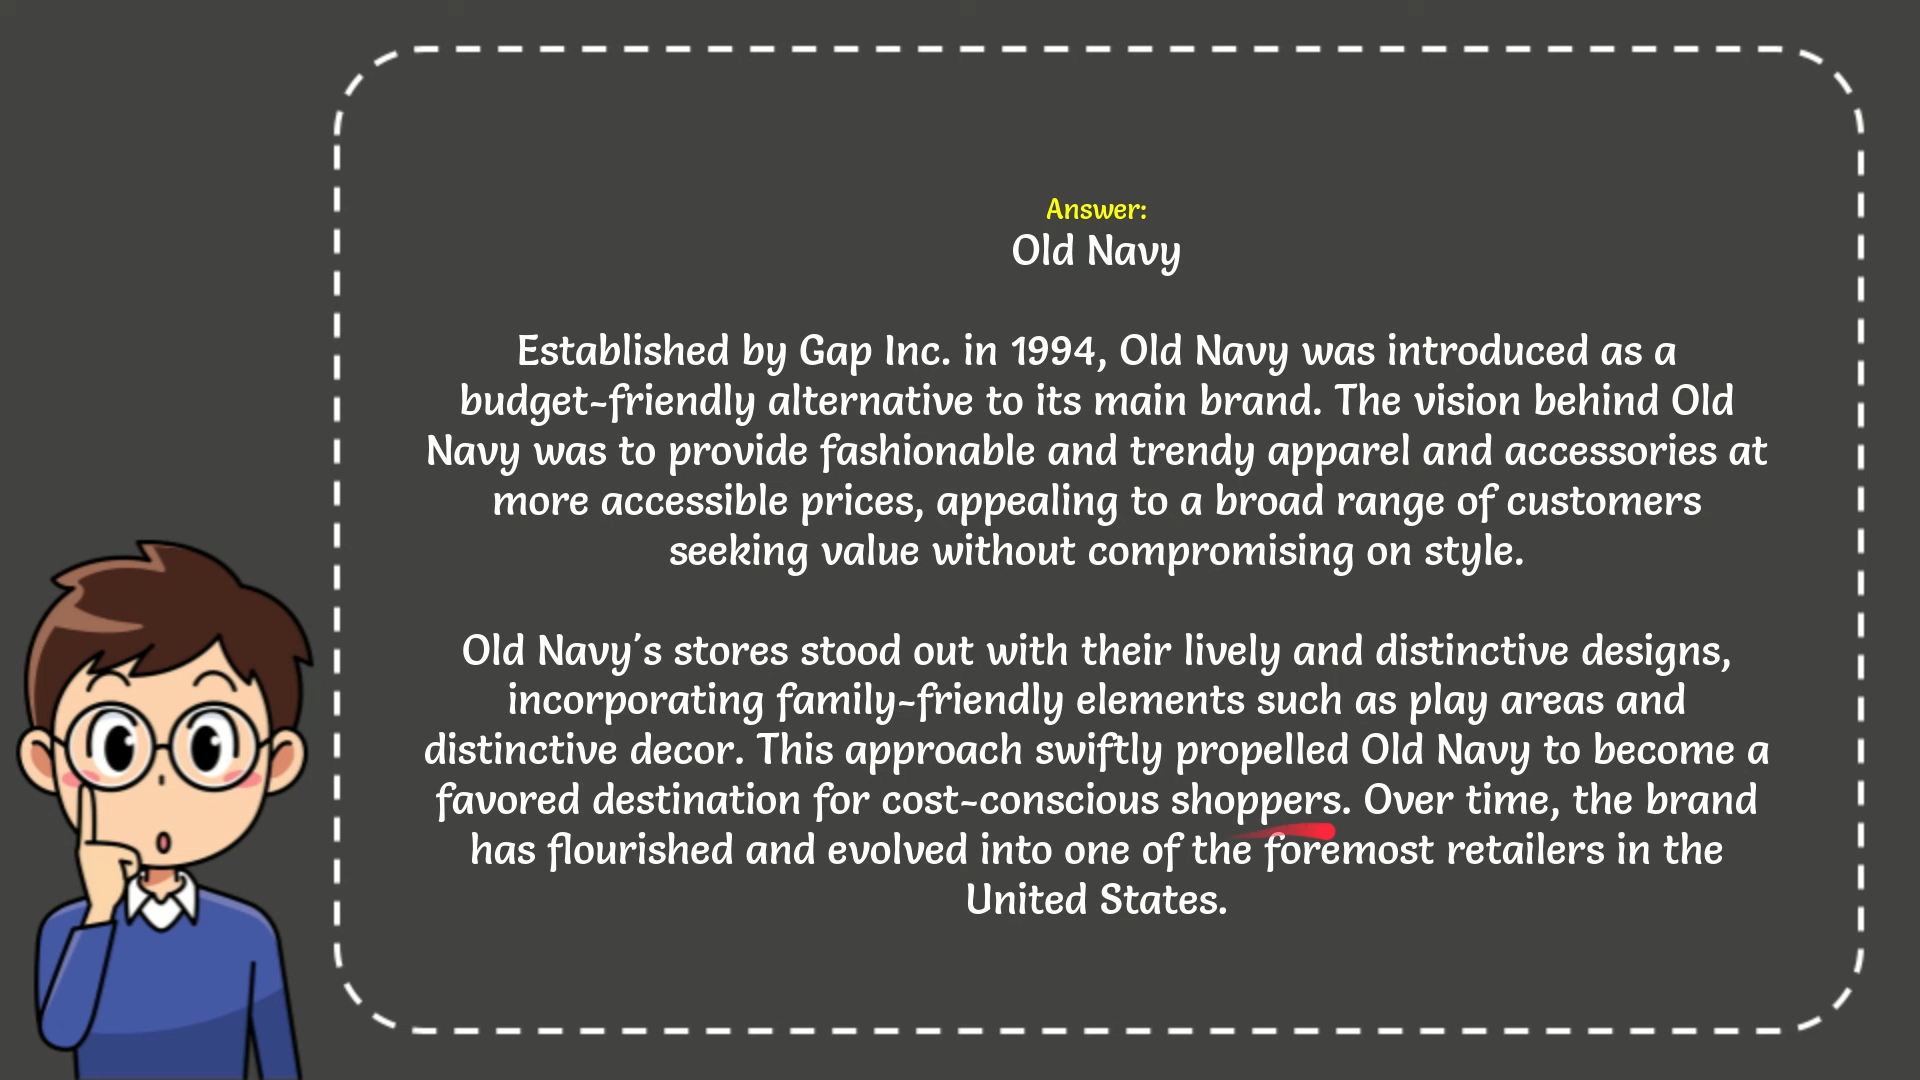 Answer:
Old Navy
Established by Gap Inc. in 1994, Old Navy was introduced as a
budget-friendly alternative to its main brand. The vision behind Old
Navy was to provide fashionable and trendy apparel and accessories at
more accessible prices, appealing to a broad range of customers
seeking value without compromising on style.
Old Navy's stores stood out with their lively and distinctive designs,
incorporating family-friendly elements such as play areas and
distinctive decor. This approach swiftly propelled Old Navy to become a
favored destination for cost-conscious shoppers. Over time, the brand
has flourished and evolved into one of the foremost retailers in the
United States.